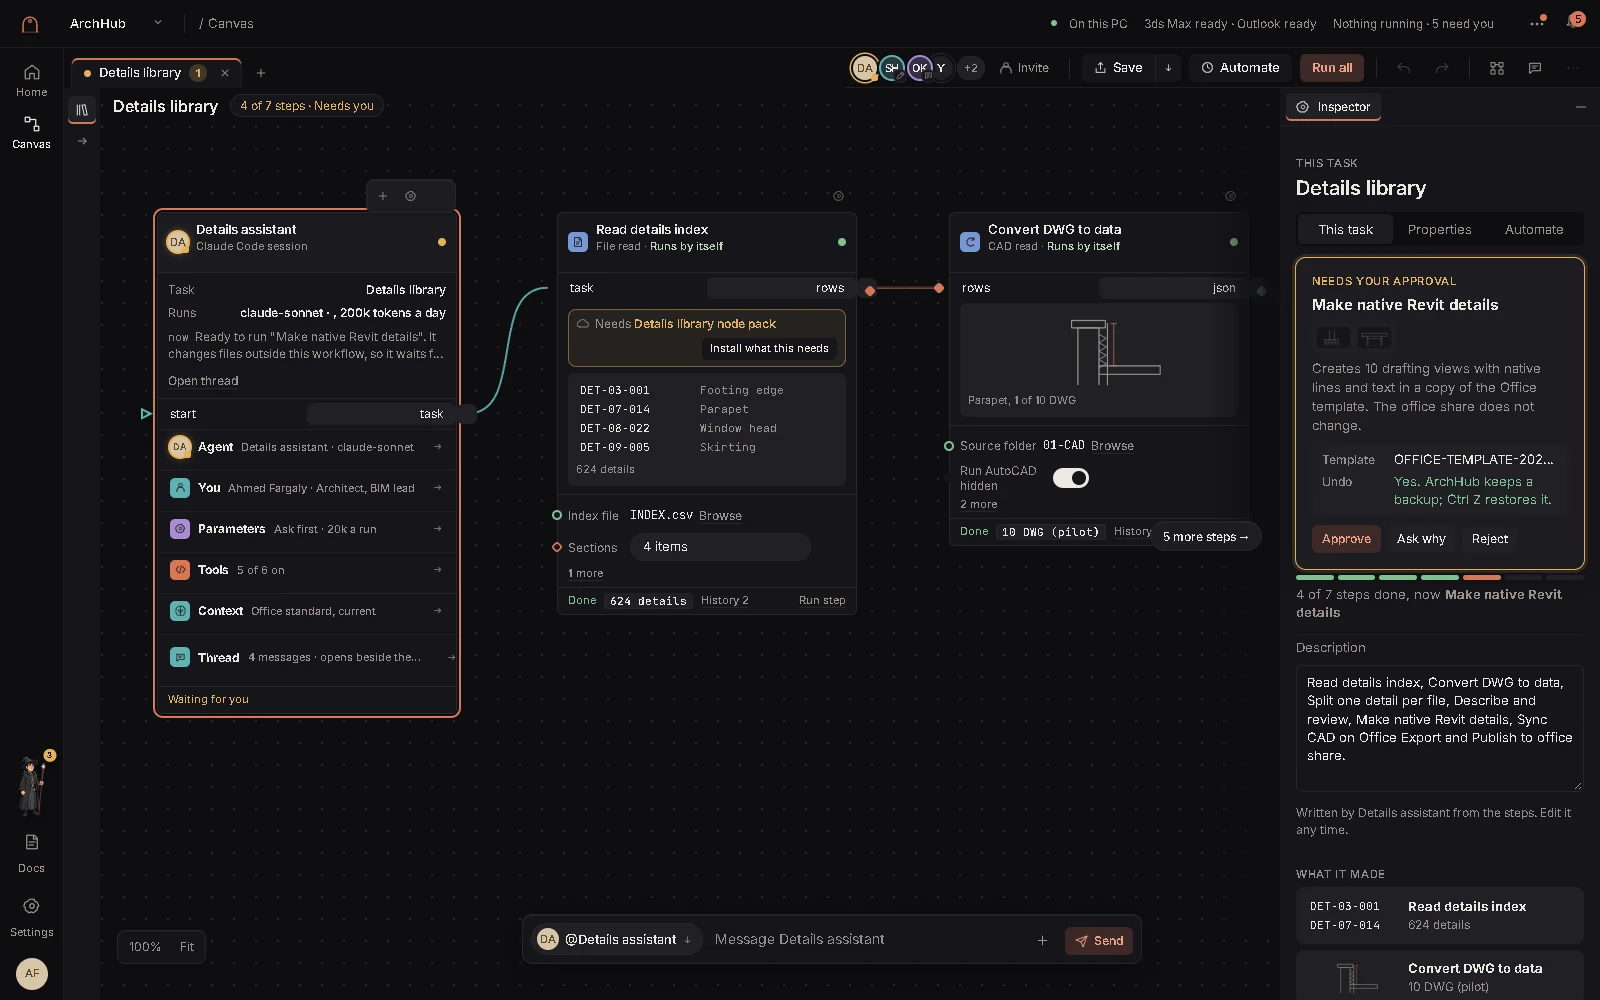 ArchHub
/ Canvas
On this PC
3ds Max ready · Outlook ready
Nothing running · 5 need you
5
Home
Canvas
3
Docs
Settings
AF
Details library 1
DA SH OK Y +2
Invite
Save
Automate
Run all
Details library
4 of 7 steps · Needs you
DA
Details assistant
Claude Code session
Task Details library
Runs claude-sonnet · , 200k tokens a day
now Ready to run "Make native Revit details". It
changes files outside this workflow, so it waits f...
Open thread
start task
DA Agent Details assistant · claude-sonnet →
You Ahmed Fargaly · Architect, BIM lead →
Parameters Ask first · 20k a run →
Tools 5 of 6 on →
Context Office standard, current →
Thread 4 messages · opens beside the... →
Waiting for you
Read details index
File read · Runs by itself
task rows
Needs Details library node pack
Install what this needs
DET-03-001 Footing edge
DET-07-014 Parapet
DET-08-022 Window head
DET-09-005 Skirting
624 details
Index file INDEX.csv Browse
Sections 4 items
1 more
Done 624 details History 2 Run step
Convert DWG to data
CAD read · Runs by itself
rows json
Parapet, 1 of 10 DWG
Source folder 01-CAD Browse
Run AutoCAD
hidden
2 more
Done 10 DWG (pilot) History
5 more steps →
100% Fit
DA @Details assistant ↓ Message Details assistant + Send
Inspector
THIS TASK
Details library
This task Properties Automate
NEEDS YOUR APPROVAL
Make native Revit details
Creates 10 drafting views with native
lines and text in a copy of the Office
template. The office share does not
change.
Template OFFICE-TEMPLATE-202...
Undo Yes. ArchHub keeps a
backup; Ctrl Z restores it.
Approve Ask why Reject
4 of 7 steps done, now Make native Revit
details
Description
Read details index, Convert DWG to data,
Split one detail per file, Describe and
review, Make native Revit details, Sync
CAD on Office Export and Publish to office
share.
Written by Details assistant from the steps. Edit it
any time.
WHAT IT MADE
DET-03-001 Read details index
DET-07-014 624 details
Convert DWG to data
10 DWG (pilot)